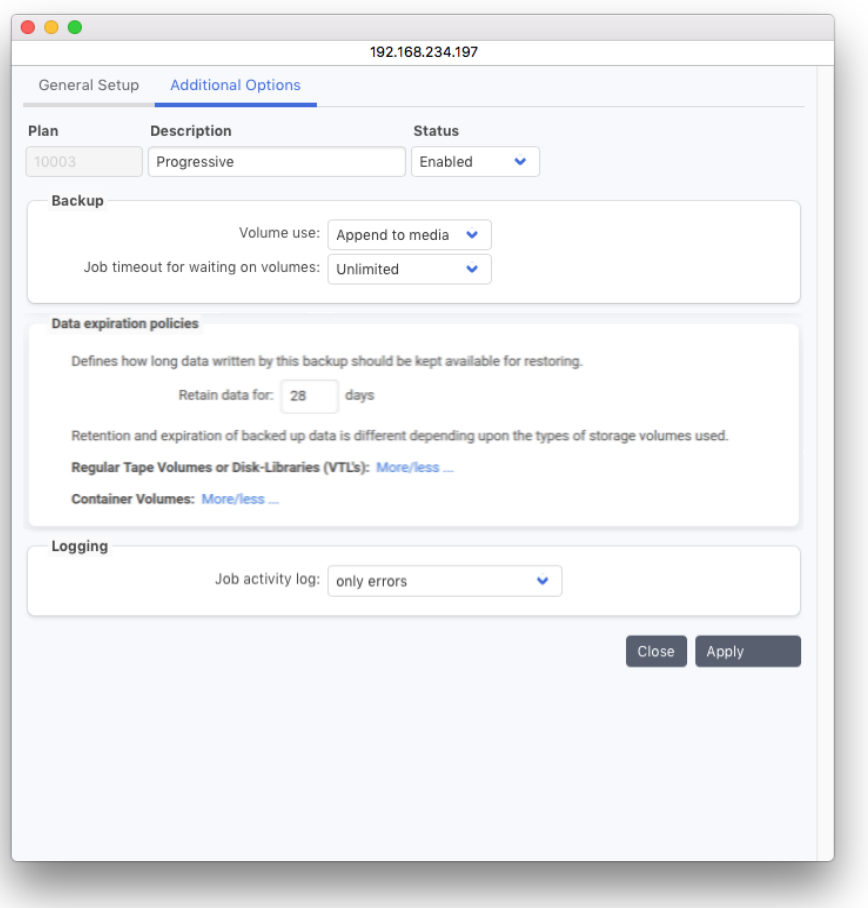 192.168.234.197
General Setup Additional Options
Plan Description Status
10003 Progressive Enabled
Backup
Volume use: Append to media
Job timeout for waiting on volumes: Unlimited
Data expiration policies
Defines how long data written by this backup should be kept available for restoring.
Retain data for: 28 days
Retention and expiration of backed up data is different depending upon the types of storage volumes used.
Regular Tape Volumes or Disk-Libraries (VTL's): More/less ...
Container Volumes: More/less ...
Logging
Job activity log: only errors
Close Apply